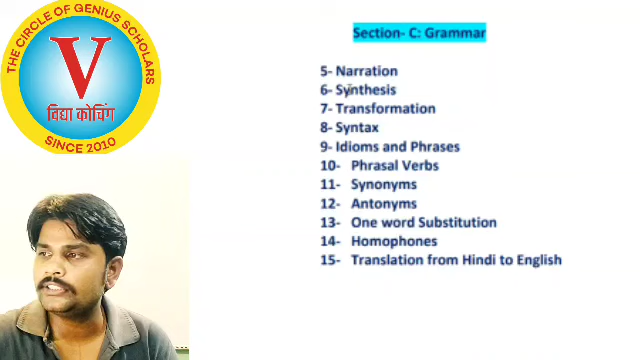 THE CIRCLE OF GENIUS SCHOLARS
V
विद्या कोचिंग
SINCE 2010
Section- C: Grammar
5- Narration
6- Synthesis
7- Transformation
8- Syntax
9- Idioms and Phrases
10- Phrasal Verbs
11- Synonyms
12- Antonyms
13- One word Substitution
14- Homophones
15- Translation from Hindi to English